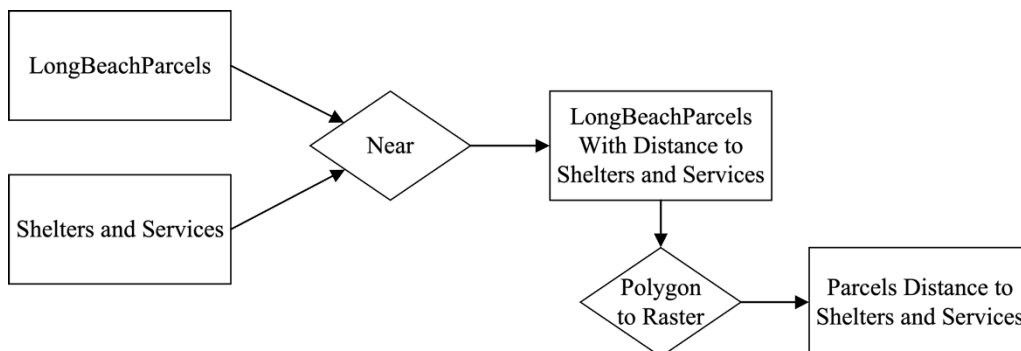 LongBeachParcels
Shelters and Services
Near
LongBeachParcels
With Distance to
Shelters and Services
Polygon
to Raster
Parcels Distance to
Shelters and Services